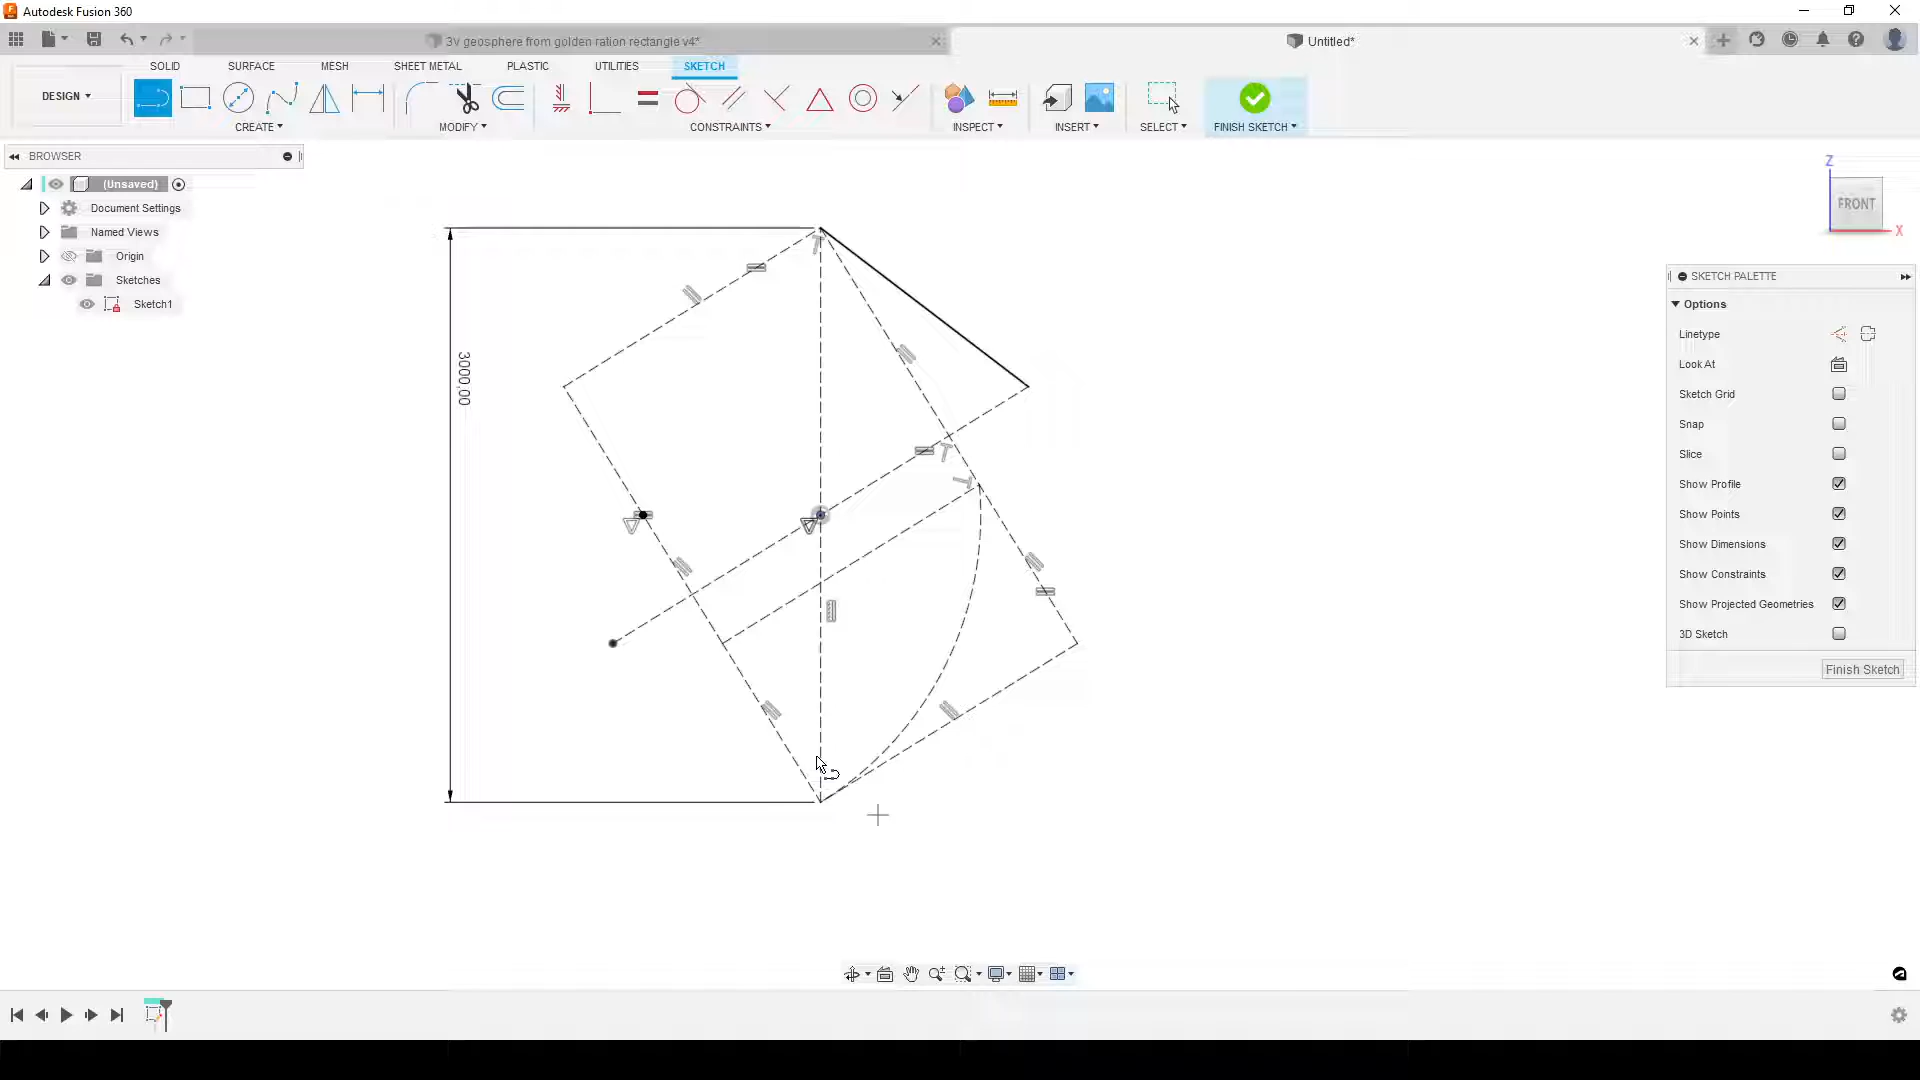 Autodesk Fusion 360
3v geosphere from golden ration rectangle v4*
Untitled*
SOLID
SURFACE
MESH
SHEET METAL
PLASTIC
UTILITIES
SKETCH
DESIGN
CREATE
MODIFY
CONSTRAINTS
INSPECT
INSERT
SELECT
FINISH SKETCH
BROWSER
(Unsaved)
Document Settings
Named Views
Origin
Sketches
Sketch1
3000,00
Z
FRONT
X
SKETCH PALETTE
Options
Linetype
Look At
Sketch Grid
Snap
Slice
Show Profile
Show Points
Show Dimensions
Show Constraints
Show Projected Geometries
3D Sketch
Finish Sketch